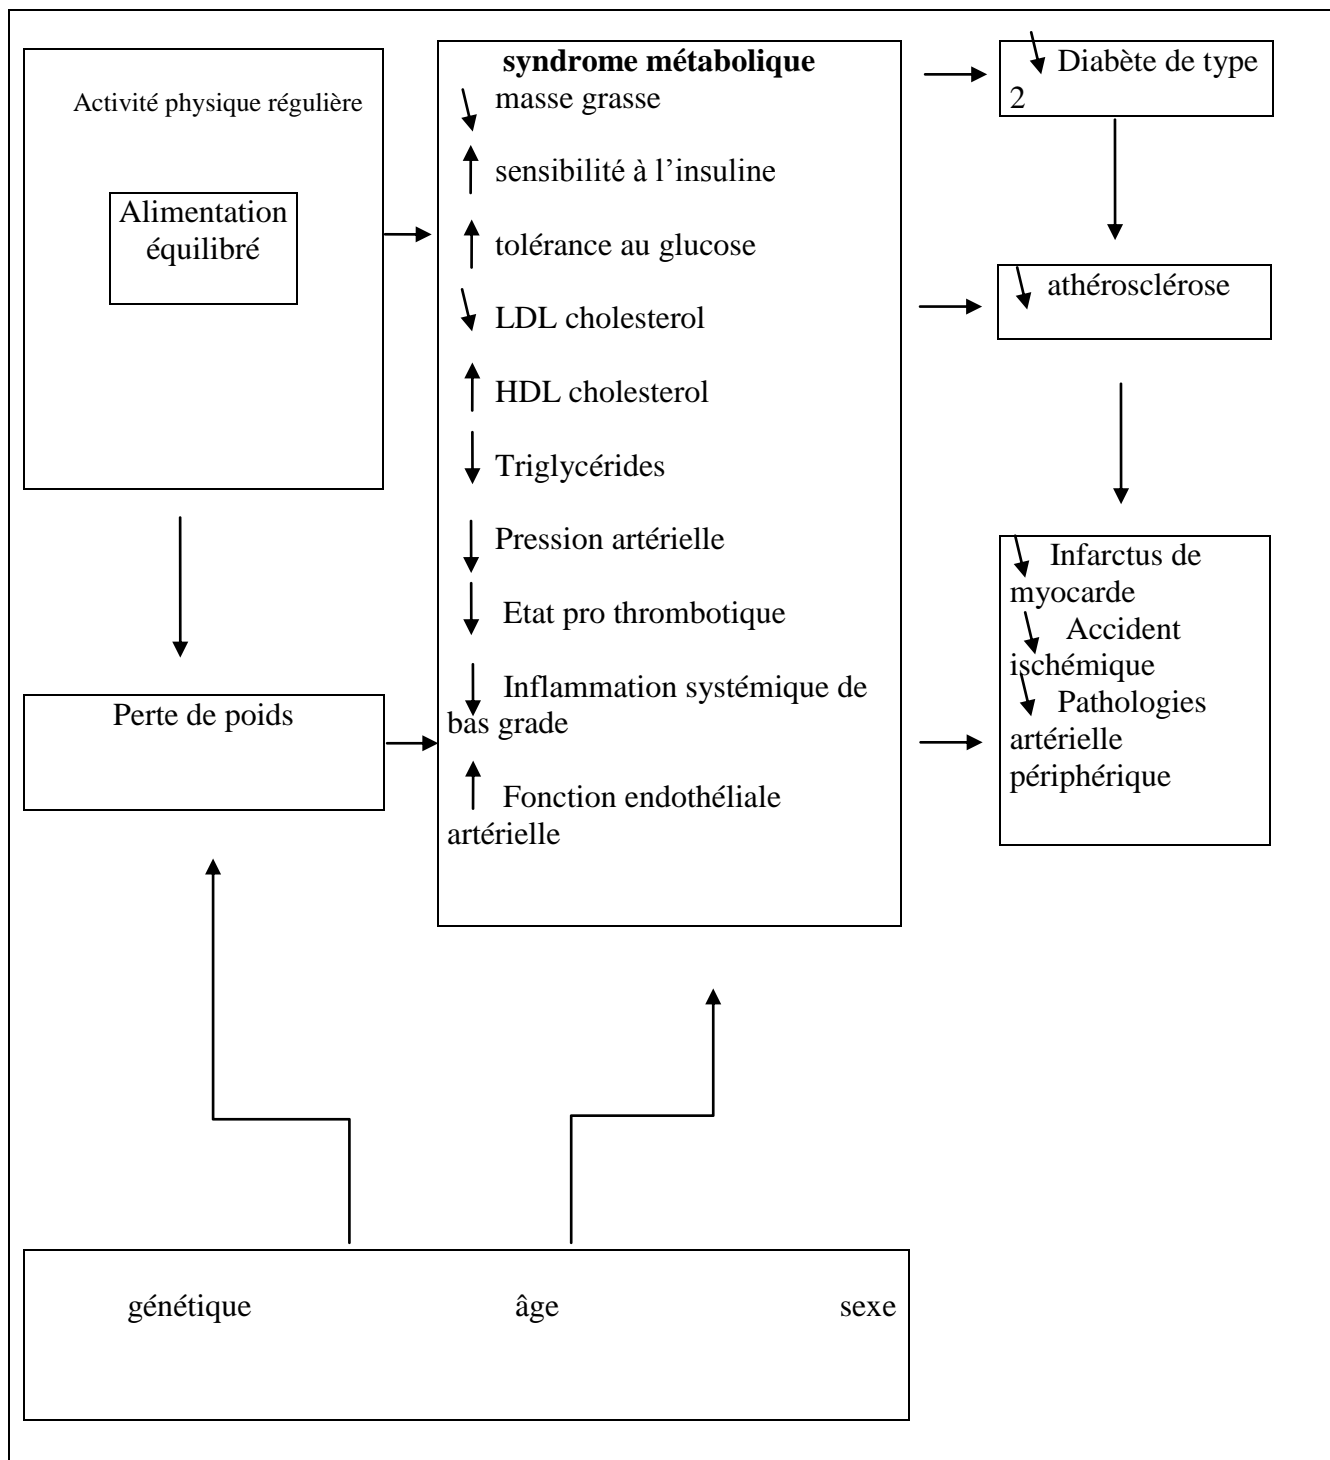 Activité physique régulière
Alimentation
équilibré
Perte de poids
syndrome métabolique
masse grasse
sensibilité à l’insuline
tolérance au glucose
LDL cholesterol
HDL cholesterol
Triglycérides
Pression artérielle
Etat pro thrombotique
Inflammation systémique de
bas grade
Fonction endothéliale
artérielle
Diabète de type
2
athérosclérose
Infarctus de
myocarde
Accident
ischémique
Pathologies
artérielle
périphérique
génétique âge sexe